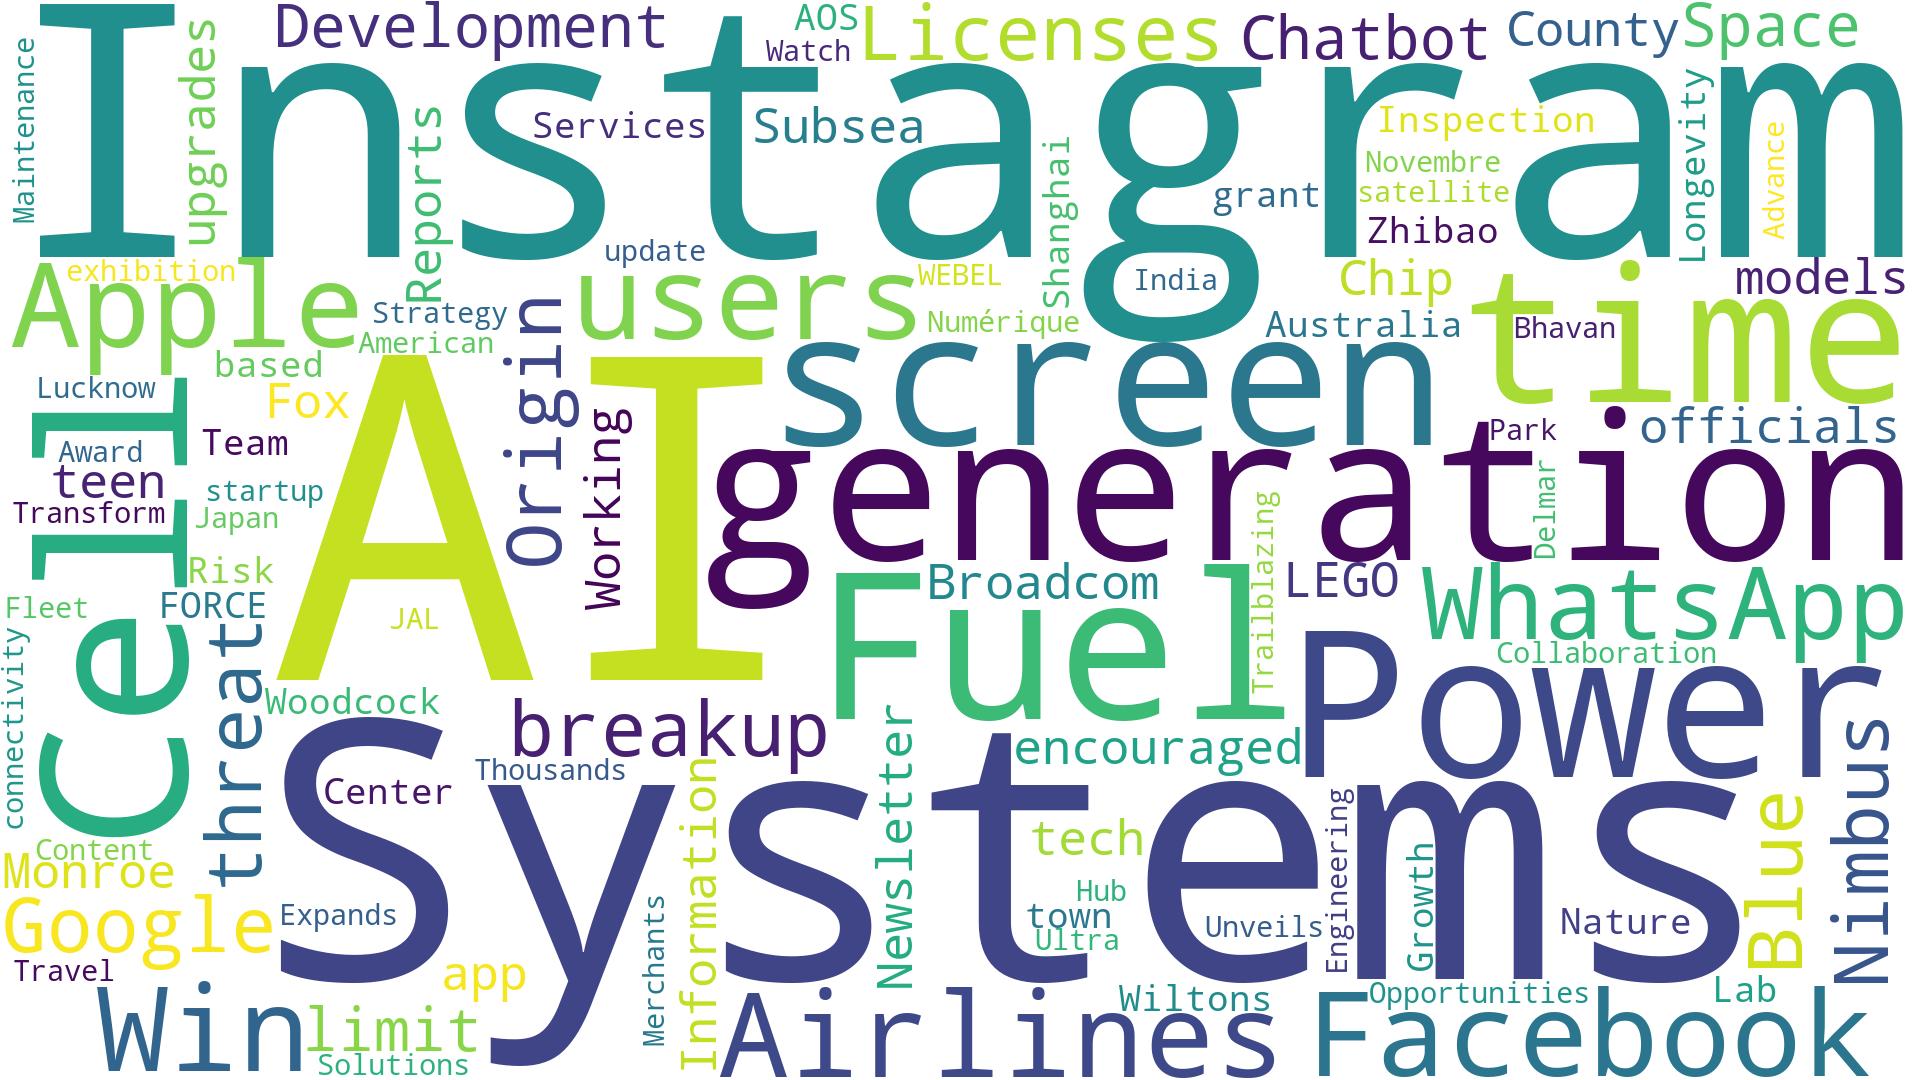 Instagram
Development
AOS
Watch
Licenses
Chatbot
County
Space
Maintenance
upgrades
Reports
Services
Subsea
Shanghai
Inspection
Novembre
satellite
grant
Zhibao
Longevity
Advance
update
exhibition
Apple
users
WEBEL
India
Chip
time
models
Strategy
American
Numérique
Australia
Bhavan
based
Lucknow
Fox
Origin
AI
screen
Working
Park
officials
Award
Team
teen
Cell
startup
Transform
Japan
generation
Delmar
Trailblazing
Risk
Fleet
FORCE
JAL
Broadcom
Fuel
LEGO
WhatsApp
Collaboration
connectivity
threat
Woodcock
breakup
encouraged
Power
Nimbus
Thousands
Center
Systems
Information
Newsletter
tech
Engineering
Growth
Blue
Content
Monroe
Google
Expands
Merchants
Hub
town
Ultra
Unveils
Nature
Travel
app
Win
limit
Solutions
Airlines
Wiltons
Opportunities
Lab
Facebook